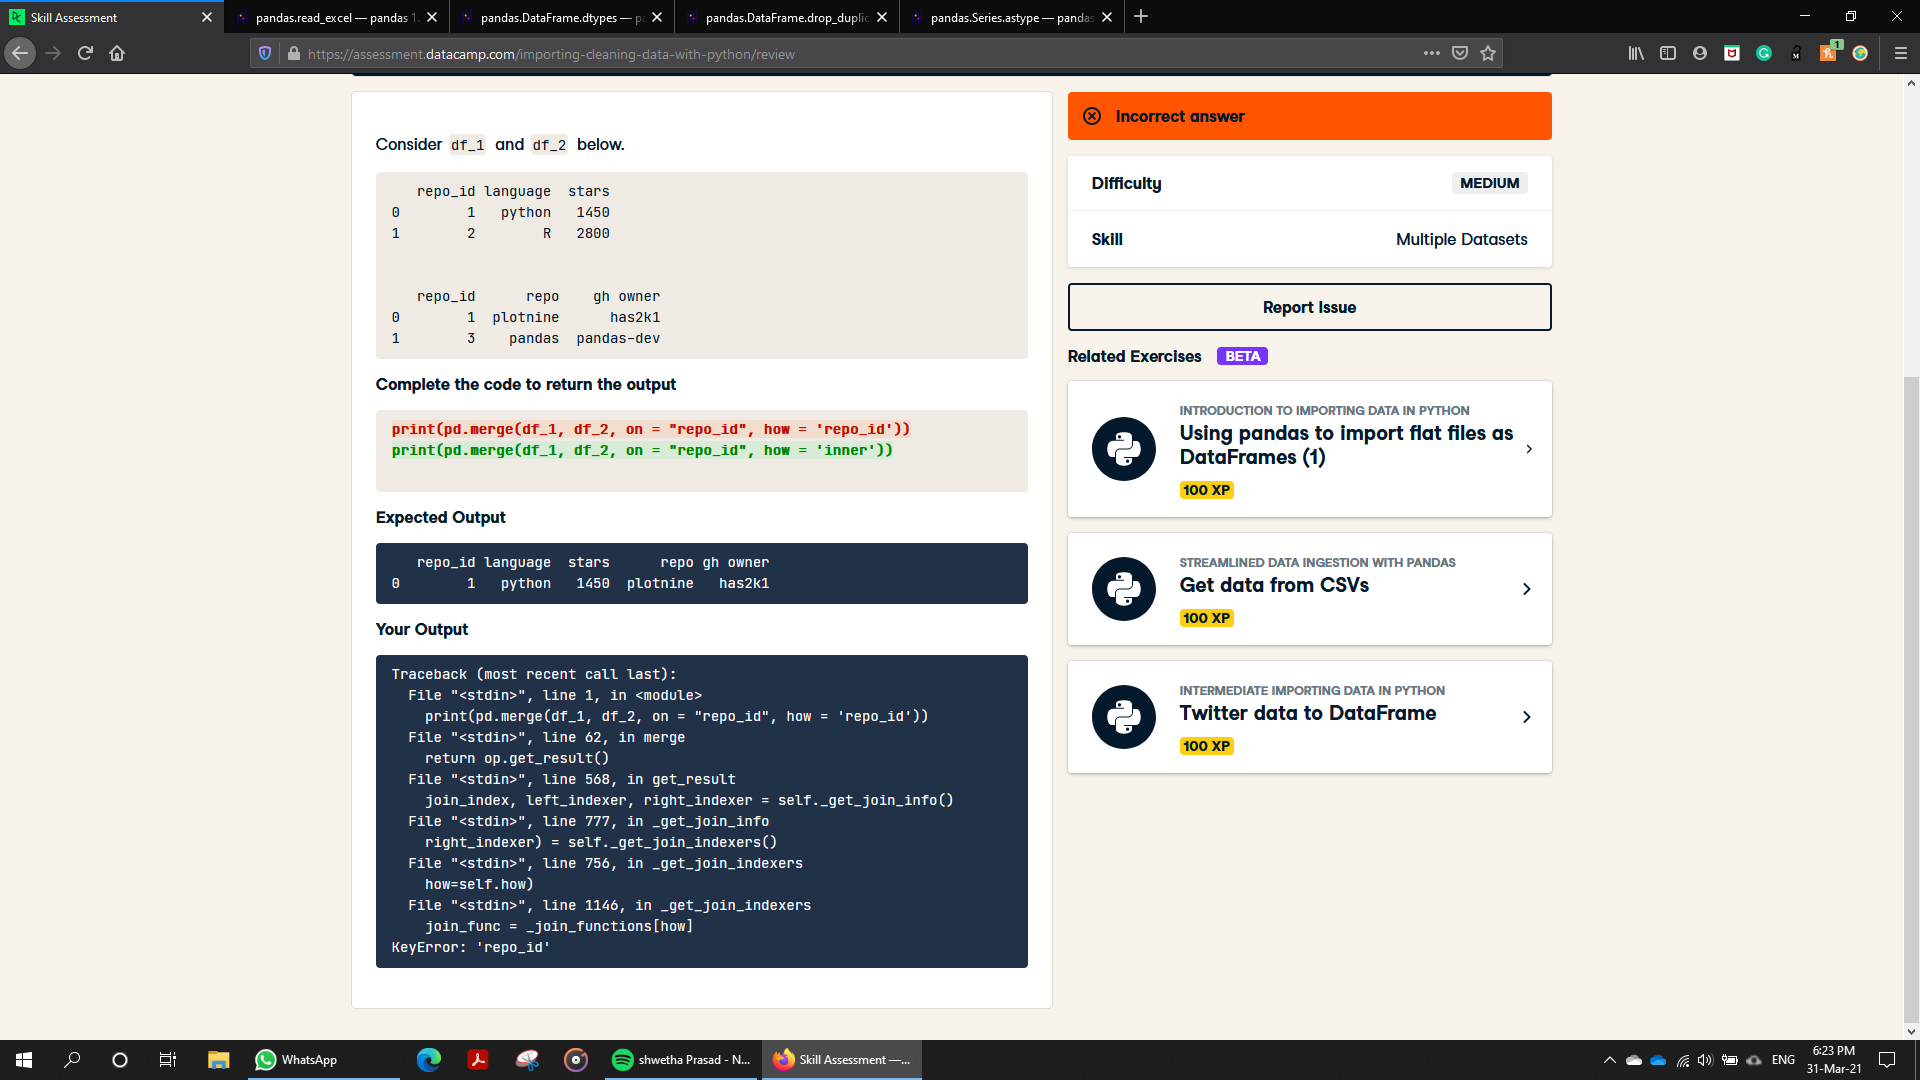 Skill Assessment
pandas.read_excel — pandas 1.
pandas.DataFrame.dtypes — p
pandas.DataFrame.drop_duplic
pandas.Series.astype — pandas
https://assessment.datacamp.com/importing-cleaning-data-with-python/review
1
Consider df_1 and df_2 below.
repo_id language stars
0 1 python 1450
1 2 R 2800
repo_id repo gh owner
0 1 plotnine has2k1
1 3 pandas pandas-dev
Complete the code to return the output
print(pd.merge(df_1, df_2, on = "repo_id", how = 'repo_id'))
print(pd.merge(df_1, df_2, on = "repo_id", how = 'inner'))
Expected Output
repo_id language stars repo gh owner
0 1 python 1450 plotnine has2k1
Your Output
Traceback (most recent call last):
File "<stdin>", line 1, in <module>
print(pd.merge(df_1, df_2, on = "repo_id", how = 'repo_id'))
File "<stdin>", line 62, in merge
return op.get_result()
File "<stdin>", line 568, in get_result
join_index, left_indexer, right_indexer = self._get_join_info()
File "<stdin>", line 777, in _get_join_info
right_indexer) = self._get_join_indexers()
File "<stdin>", line 756, in _get_join_indexers
how=self.how)
File "<stdin>", line 1146, in _get_join_indexers
join_func = _join_functions[how]
KeyError: 'repo_id'
Incorrect answer
Difficulty MEDIUM
Skill Multiple Datasets
Report Issue
Related Exercises BETA
INTRODUCTION TO IMPORTING DATA IN PYTHON
Using pandas to import flat files as
DataFrames (1)
100 XP
STREAMLINED DATA INGESTION WITH PANDAS
Get data from CSVs
100 XP
INTERMEDIATE IMPORTING DATA IN PYTHON
Twitter data to DataFrame
100 XP
WhatsApp
shwetha Prasad - N...
Skill Assessment —...
ENG
6:23 PM
31-Mar-21